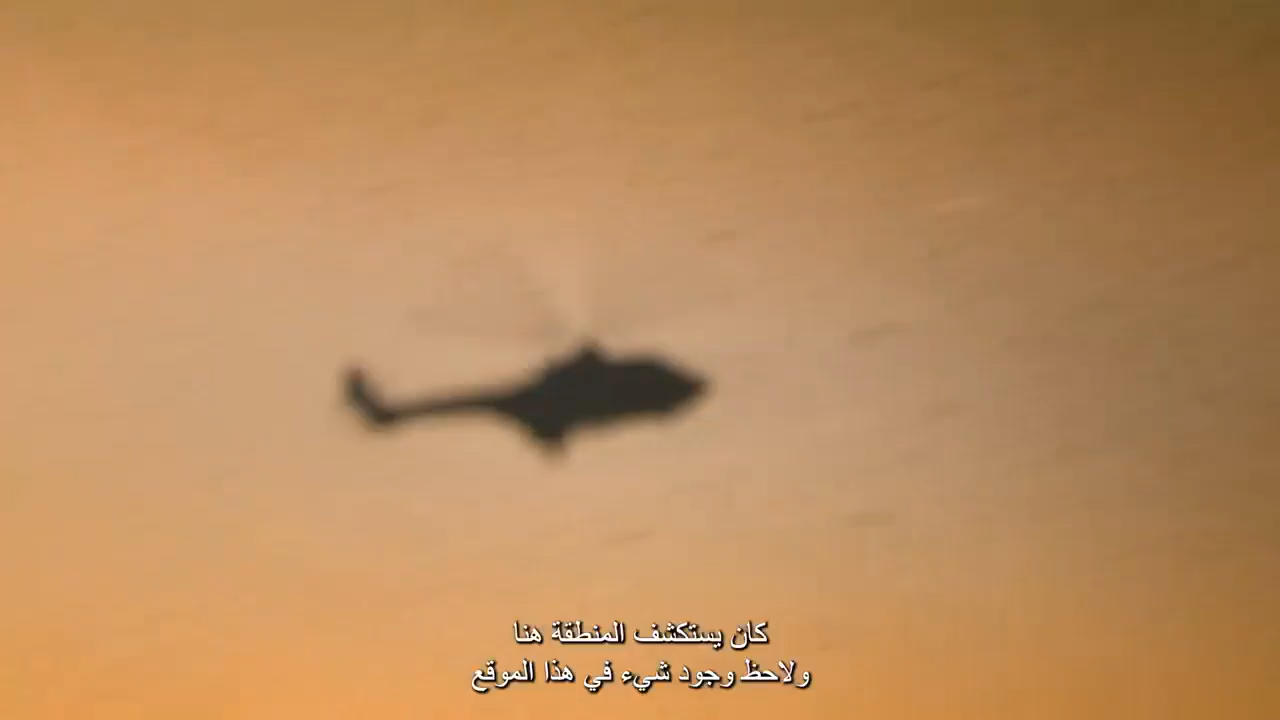 كان يستكشف المنطقة هنا
ولاحظ وجود شيء في هذا الموقع